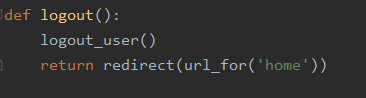 def logout():
    logout_user()
    return redirect(url_for('home'))